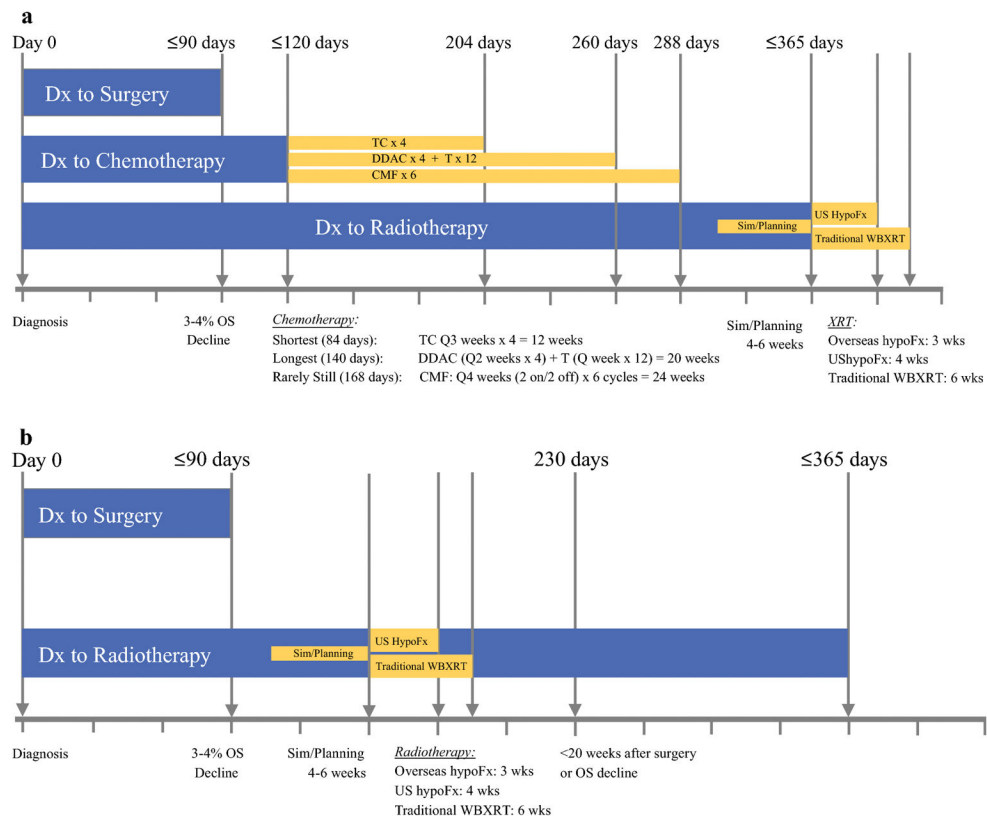 a
Day 0 ≤90 days ≤120 days 204 days 260 days 288 days ≤365 days
Dx to Surgery
Dx to Chemotherapy
TC x 4
DDAC x 4 + T x 12
CMF x 6
Dx to Radiotherapy
Sim/Planning
US HypoFx
Traditional WBXRT
Diagnosis
3-4% OS
Decline
Chemotherapy:
Shortest (84 days): TC Q3 weeks x 4 = 12 weeks
Longest (140 days): DDAC (Q2 weeks x 4) + T (Q week x 12) = 20 weeks
Rarely Still (168 days): CMF: Q4 weeks (2 on/2 off) x 6 cycles = 24 weeks
Sim/Planning
4-6 weeks
XRT:
Overseas hypoFx: 3 wks
UShypoFx: 4 wks
Traditional WBXRT: 6 wks
b
Day 0 ≤90 days 230 days ≤365 days
Dx to Surgery
Dx to Radiotherapy
Sim/Planning
US HypoFx
Traditional WBXRT
Diagnosis
3-4% OS
Decline
Sim/Planning
4-6 weeks
Radiotherapy:
Overseas hypoFx: 3 wks
US hypoFx: 4 wks
Traditional WBXRT: 6 wks
<20 weeks after surgery
or OS decline